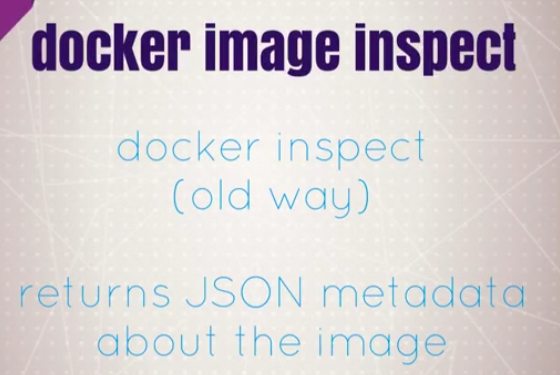 docker image inspect
docker inspect
(old way)
returns JSON metadata
about the image